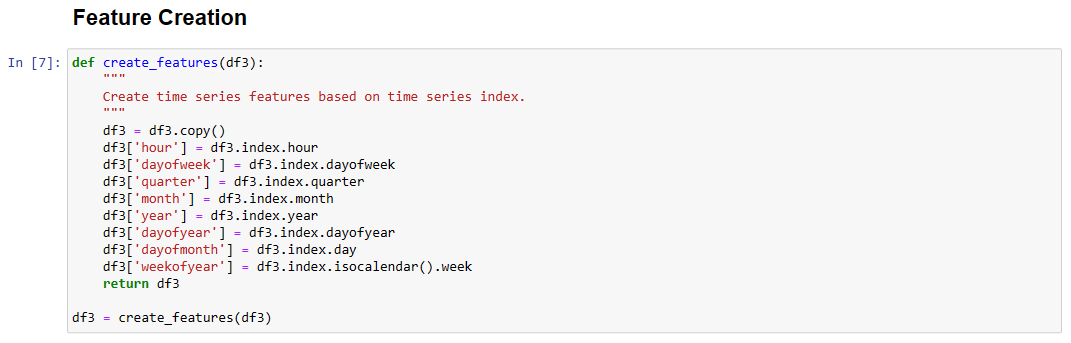 Feature Creation
In [7]: def create_features(df3):
    """
    Create time series features based on time series index.
    """
    df3 = df3.copy()
    df3['hour'] = df3.index.hour
    df3['dayofweek'] = df3.index.dayofweek
    df3['quarter'] = df3.index.quarter
    df3['month'] = df3.index.month
    df3['year'] = df3.index.year
    df3['dayofyear'] = df3.index.dayofyear
    df3['dayofmonth'] = df3.index.day
    df3['weekofyear'] = df3.index.isocalendar().week
    return df3
df3 = create_features(df3)